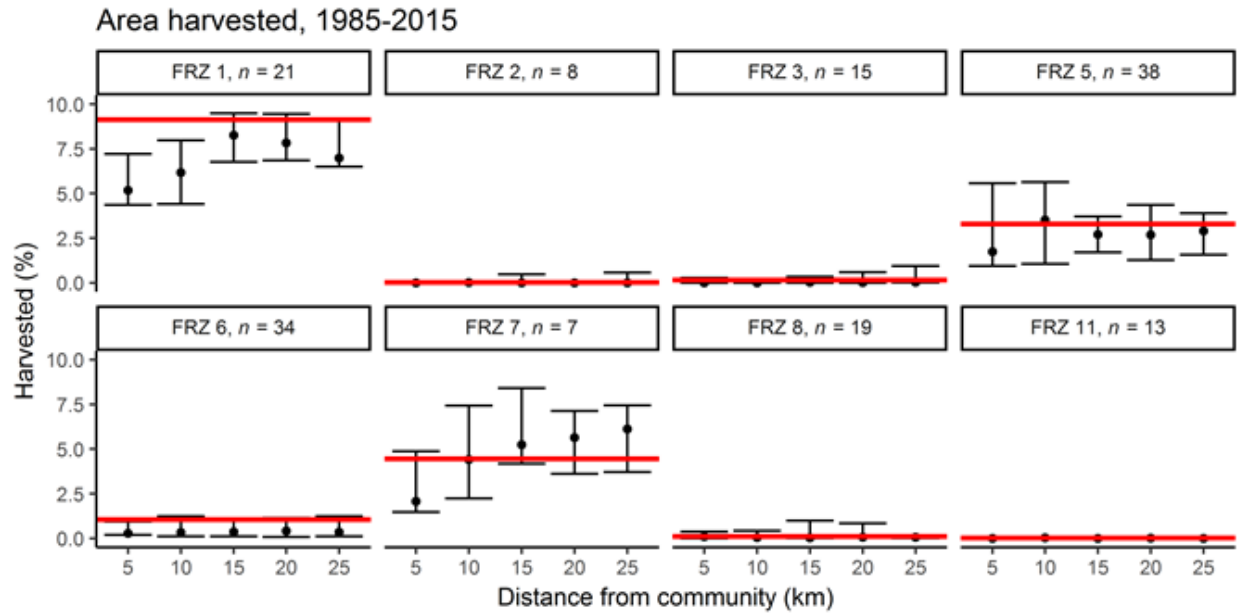 Area harvested, 1985-2015
FRZ 1, n = 21
FRZ 2, n = 8
FRZ 3, n = 15
FRZ 5, n = 38
10.0
7.5
5.0
2.5
0.0
FRZ 6, n = 34
FRZ 7, n = 7
FRZ 8, n = 19
FRZ 11, n = 13
10.0
7.5
5.0
2.5
0.0
Harvested (%)
5 10 15 20 25
5 10 15 20 25
5 10 15 20 25
5 10 15 20 25
Distance from community (km)